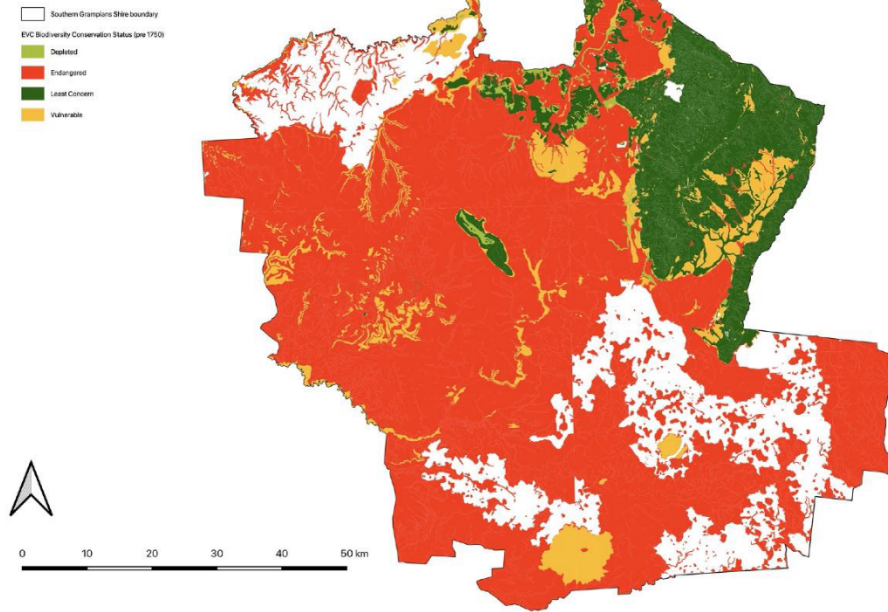 Southern Grampians Shire boundary
EVC Biodiversity Conservation Status (pre 1750)
Depleted
Endangered
Least Concern
Vulnerable
0 10 20 30 40 50 km